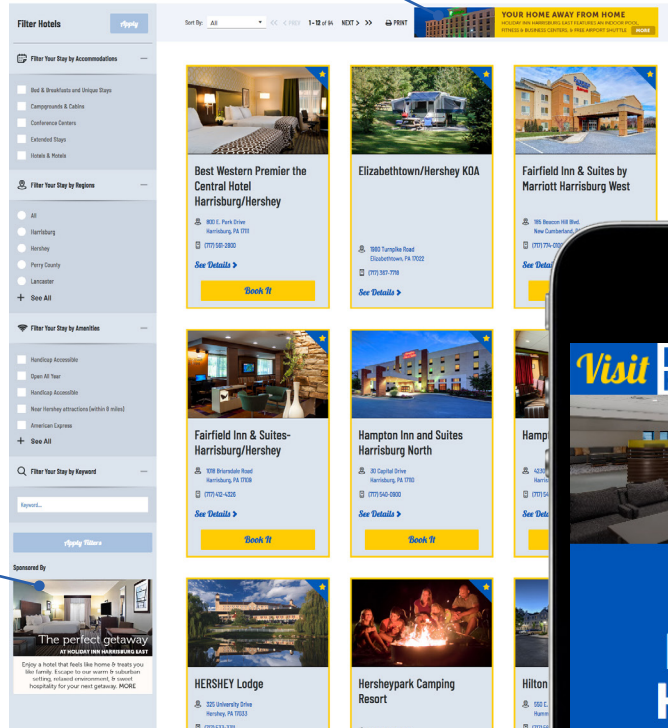 Filter Hotels
Apply
Sort By: All
<< < PREV 1-12 of 84 NEXT > >> PRINT
YOUR HOME AWAY FROM HOME
HOLIDAY INN HARRISBURG EAST FEATURES AN INDOOR POOL,
FITNESS & BUSINESS CENTERS, & FREE AIRPORT SHUTTLE MORE
Filter Your Stay by Accommodations
Bed & Breakfasts and Unique Stays
Campgrounds & Cabins
Conference Centers
Extended Stays
Hotels & Motels
Filter Your Stay by Regions
All
Harrisburg
Hershey
Perry County
Lancaster
+ See All
Filter Your Stay by Amenities
Handicap Accessible
Open All Year
Handicap Accessible
Near Hershey attractions (within 8 miles)
American Express
+ See All
Filter Your Stay by Keyword
Keyword...
Apply Filters
Sponsored By
The perfect getaway
AT HOLIDAY INN HARRISBURG EAST
Enjoy a hotel that feels like home & treats you
like family. Escape to our warm & suburban
setting, relaxed environment, & sweet
hospitality for your next getaway. MORE
Best Western Premier the
Central Hotel
Harrisburg/Hershey
800 E. Park Drive
Harrisburg, PA 17111
(717) 561-2800
See Details >
Book It
Elizabethtown/Hershey KOA
1980 Turnpike Road
Elizabethtown, PA 17022
(717) 367-7718
See Details >
Fairfield Inn & Suites by
Marriott Harrisburg West
185 Beacon Hill Blvd.
New Cumberland,
See
Fairfield Inn & Suites-
Harrisburg/Hershey
1018 Briarsdale Road
Harrisburg, PA 17109
(717) 412-4326
See Details >
Book It
Hampton Inn and Suites
Harrisburg North
30 Capital Drive
Harrisburg, PA 17110
(717) 540-0900
See Details >
Book It
4230
See
HERSHEY Lodge
325 University Drive
Hershey, PA 17033
Hersheypark Camping
Resort
Hilton
550 E.
Visit